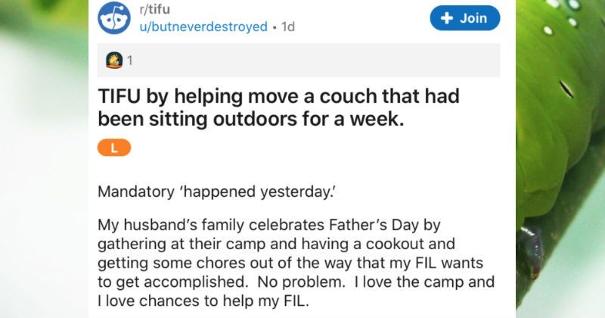 r/tifu
u/butneverdestroyed • 1d
+ Join
1
TIFU by helping move a couch that had
been sitting outdoors for a week.
L
Mandatory ‘happened yesterday.’
My husband’s family celebrates Father’s Day by
gathering at their camp and having a cookout and
getting some chores out of the way that my FIL wants
to get accomplished.  No problem.  I love the camp and
I love chances to help my FIL.